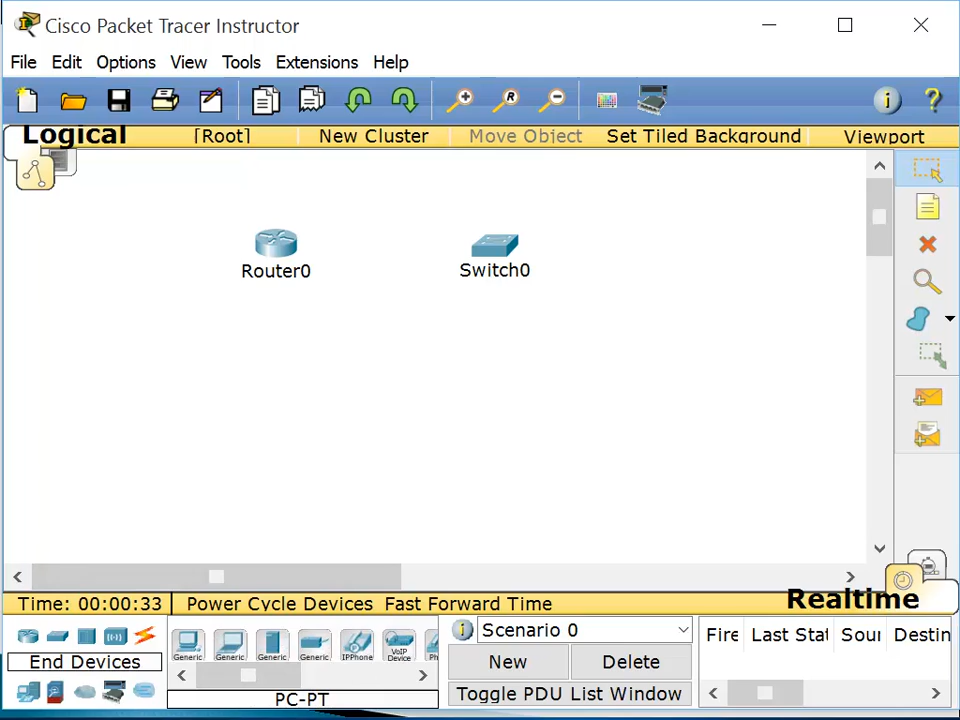 Cisco Packet Tracer Instructor
File Edit Options View Tools Extensions Help
Logical [Root] New Cluster Move Object Set Tiled Background Viewport
Router0 Switch0
Realtime
Time: 00:00:33 Power Cycle Devices Fast Forward Time
Scenario 0
Fire Last Stat Sour Destin
Generic Generic Generic Generic IPPhone VoIP Device Ph
End Devices
New Delete
PC-PT
Toggle PDU List Window